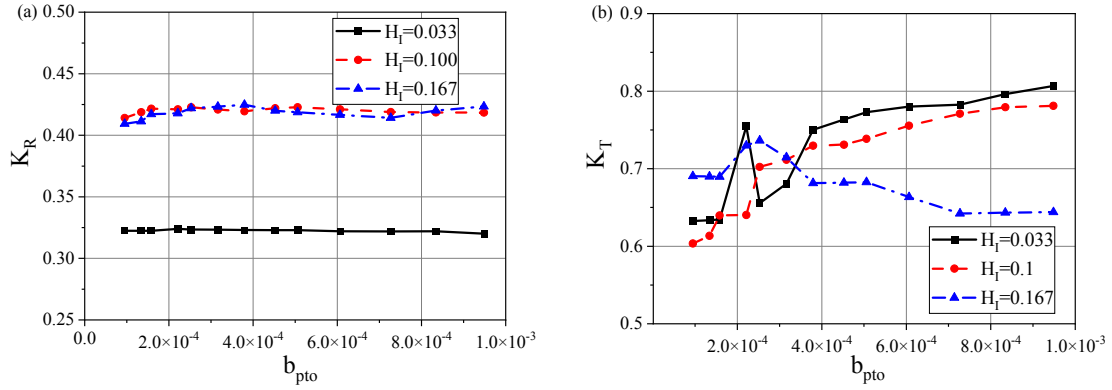 (a)
0.50
0.45
0.40
0.35
0.30
0.25
K_R
H_I=0.033
H_I=0.100
H_I=0.167
0.0 2.0×10^-4 4.0×10^-4 6.0×10^-4 8.0×10^-4 1.0×10^-3
b_pto
(b)
0.9
0.8
0.7
0.6
0.5
K_T
H_I=0.033
H_I=0.1
H_I=0.167
2.0×10^-4 4.0×10^-4 6.0×10^-4 8.0×10^-4 1.0×10^-3
b_pto